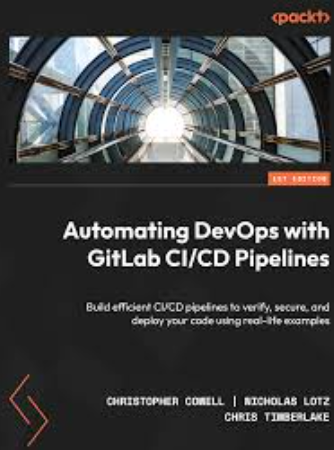 <packt>
1ST EDITION
Automating DevOps with
GitLab CI/CD Pipelines
Build efficient CI/CD pipelines to verify, secure, and
deploy your code using real-life examples
CHRISTOPHER COWELL | NICHOLAS LOTZ
CHRIS TIMBERLAKE